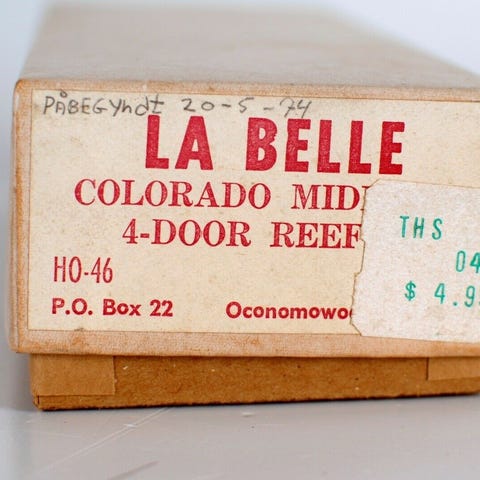 PÅBEGYNdt 20-5-74
LA BELLE
COLORADO MID
4-DOOR REEF
HO-46
P.O. Box 22 Oconomowo
THS
04
$ 4.9